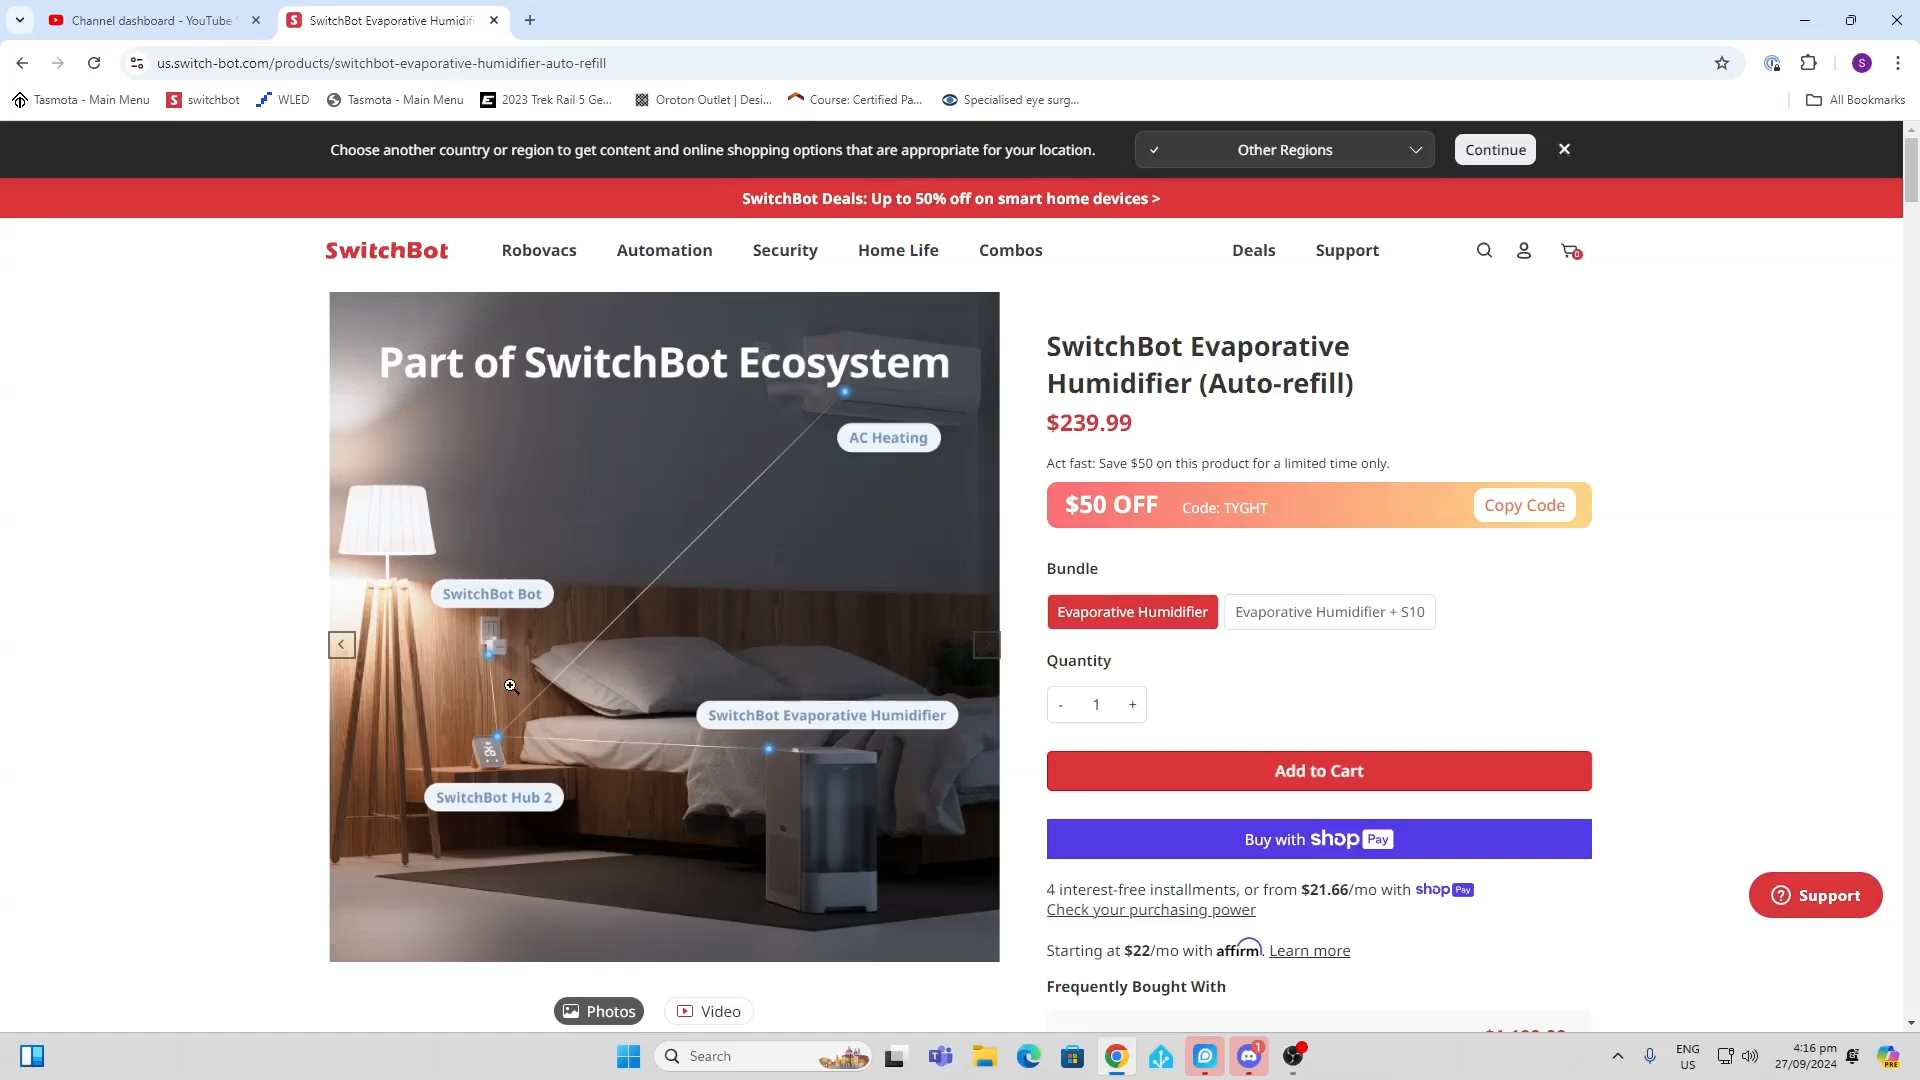 Channel dashboard - YouTube
SwitchBot Evaporative Humidifi
us.switch-bot.com/products/switchbot-evaporative-humidifier-auto-refill
Tasmota - Main Menu
switchbot
WLED
Tasmota - Main Menu
2023 Trek Rail 5 Ge...
Oroton Outlet | Desi...
Course: Certified Pa...
Specialised eye surg...
All Bookmarks
Choose another country or region to get content and online shopping options that are appropriate for your location.
Other Regions
Continue
SwitchBot Deals: Up to 50% off on smart home devices >
SwitchBot
Robovacs
Automation
Security
Home Life
Combos
Deals
Support
0
Part of SwitchBot Ecosystem
AC Heating
SwitchBot Bot
SwitchBot Evaporative Humidifier
SwitchBot Hub 2
Photos
Video
SwitchBot Evaporative
Humidifier (Auto-refill)
$239.99
Act fast: Save $50 on this product for a limited time only.
$50 OFF
Code: TYGHT
Copy Code
Bundle
Evaporative Humidifier
Evaporative Humidifier + S10
Quantity
- 1 +
Add to Cart
Buy with shop Pay
4 interest-free installments, or from $21.66/mo with shop Pay
Check your purchasing power
Starting at $22/mo with affirm. Learn more
Frequently Bought With
Support
Search
ENG
US
4:16 pm
27/09/2024